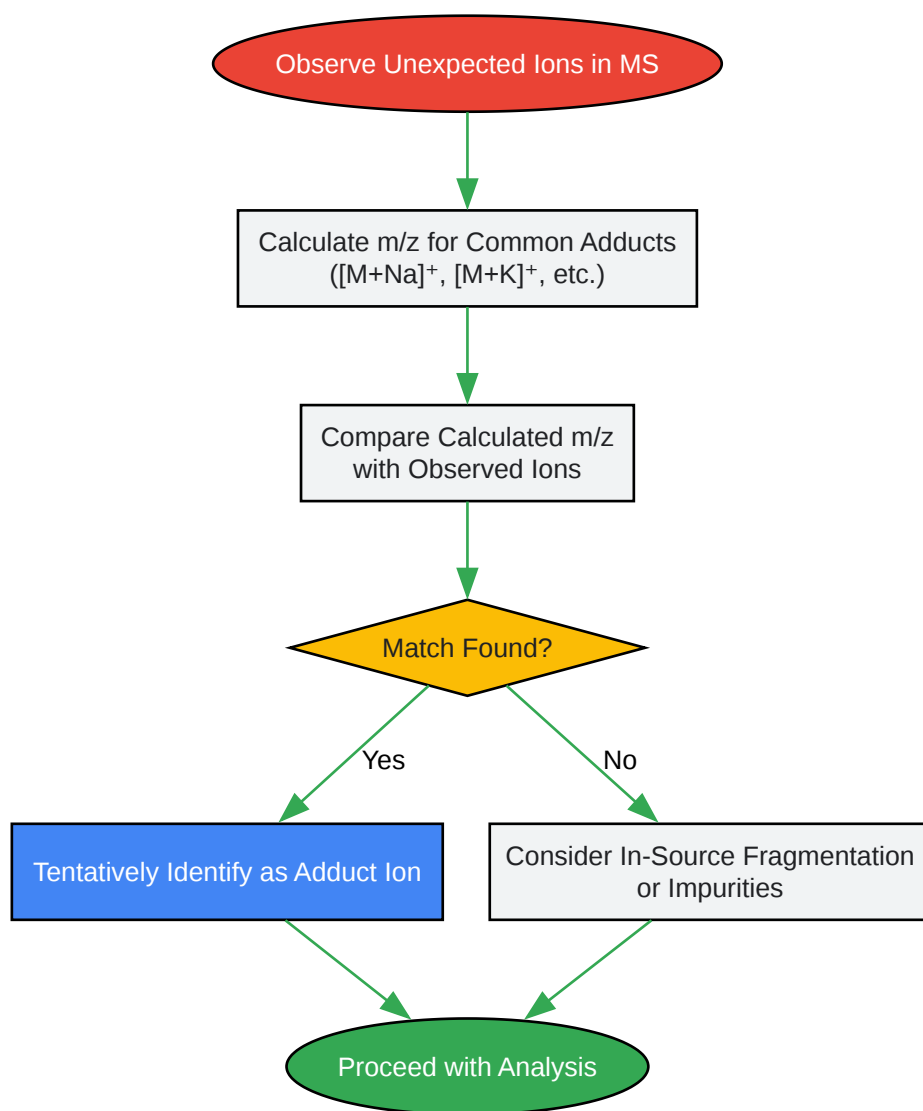 Observe Unexpected Ions in MS
Calculate m/z for Common Adducts
([M+Na]⁺, [M+K]⁺, etc.)
Compare Calculated m/z
with Observed Ions
Match Found?
Yes
No
Tentatively Identify as Adduct Ion
Consider In-Source Fragmentation
or Impurities
Proceed with Analysis